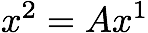 x² = Ax¹